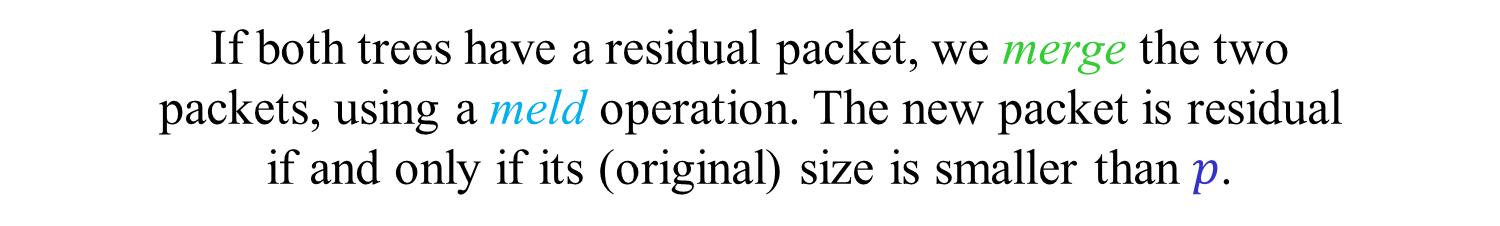 If both trees have a residual packet, we merge the two
packets, using a meld operation. The new packet is residual
if and only if its (original) size is smaller than p.